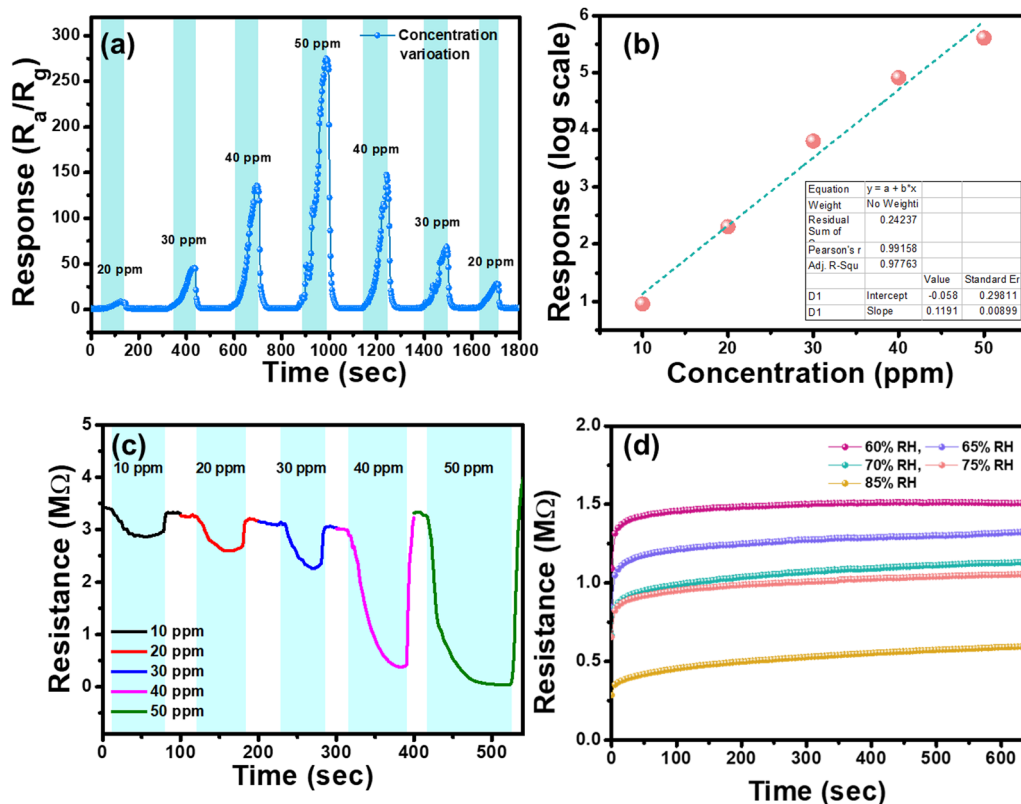 (a)
Concentration
varioation
50 ppm
40 ppm
40 ppm
30 ppm
30 ppm
20 ppm
20 ppm
300
250
200
150
100
50
0
Response (Ra/Rg)
0 200 400 600 800 1000 1200 1400 1600 1800
Time (sec)
(b)
6
5
4
3
2
1
Response (log scale)
Equation y = a + b*x
Weight No Weighti
Residual 0.24237
Sum of
Pearson's r 0.99158
Adj. R-Squ 0.97763
Value Standard Er
D1 Intercept -0.058 0.29811
D1 Slope 0.1191 0.00899
10 20 30 40 50
Concentration (ppm)
(c)
10 ppm 20 ppm 30 ppm 40 ppm 50 ppm
5
4
3
2
1
0
Resistance (MΩ)
10 ppm
20 ppm
30 ppm
40 ppm
50 ppm
0 100 200 300 400 500
Time (sec)
(d)
60% RH, 65% RH
70% RH, 75% RH
85% RH
2.0
1.5
1.0
0.5
0.0
Resistance (MΩ)
0 100 200 300 400 500 600
Time (sec)